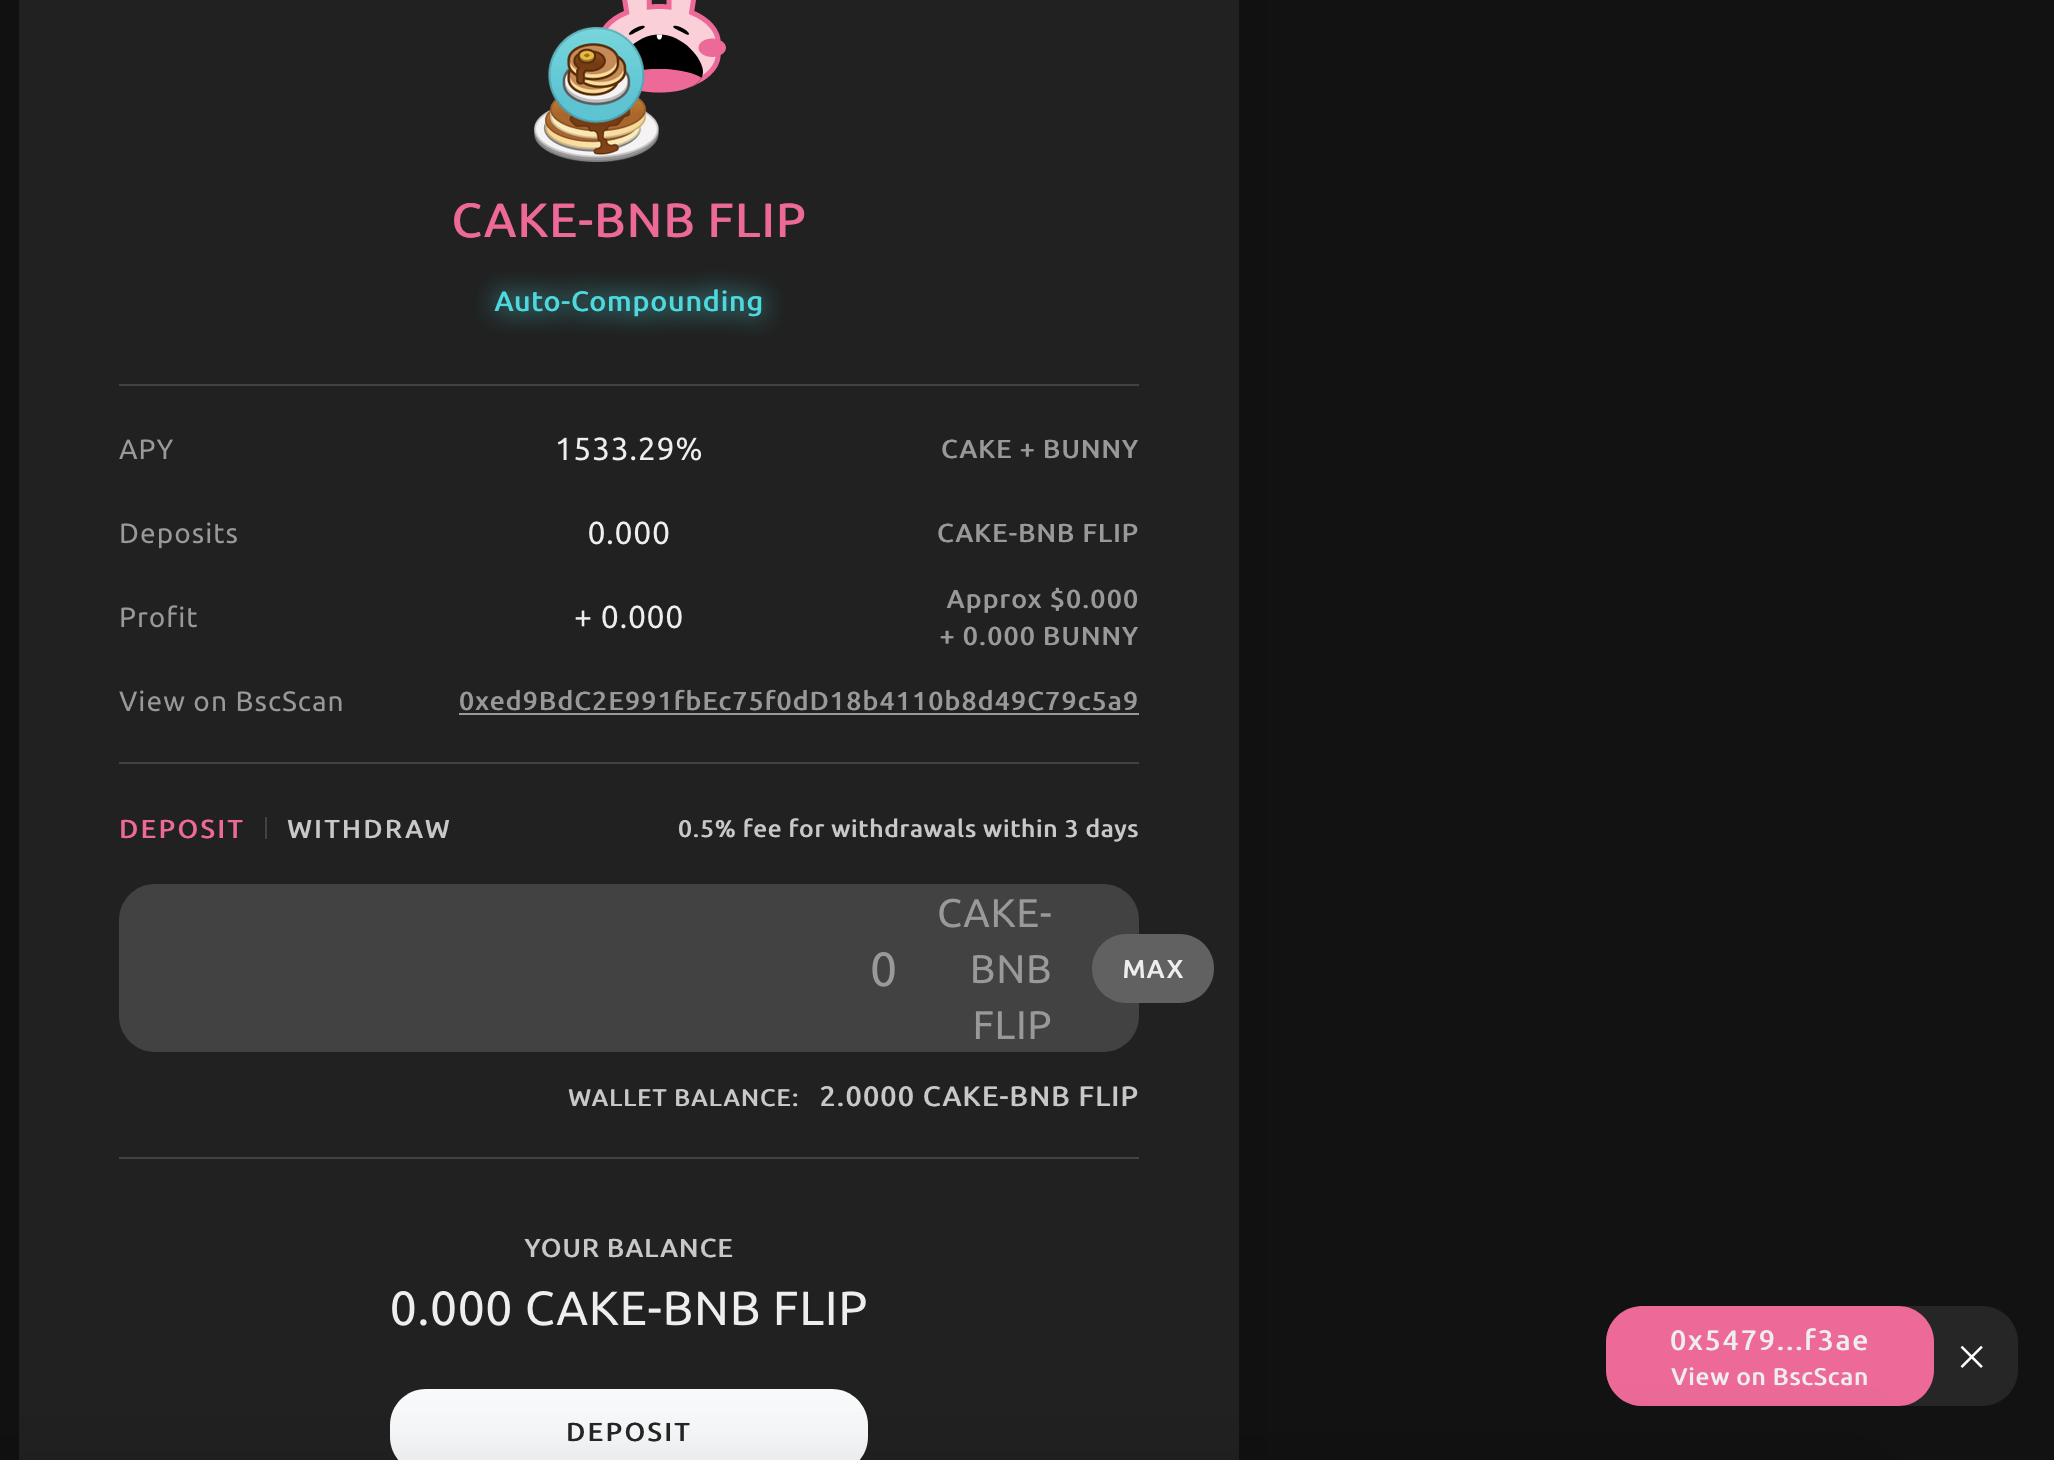 CAKE-BNB FLIP
Auto-Compounding
APY 1533.29% CAKE + BUNNY
Deposits 0.000 CAKE-BNB FLIP
Profit + 0.000 Approx $0.000
+ 0.000 BUNNY
View on BscScan 0xed9BdC2E991fbEc75f0dD18b4110b8d49C79c5a9
DEPOSIT | WITHDRAW 0.5% fee for withdrawals within 3 days
0 CAKE-
BNB
FLIP
MAX
WALLET BALANCE: 2.0000 CAKE-BNB FLIP
YOUR BALANCE
0.000 CAKE-BNB FLIP
DEPOSIT
0x5479...f3ae
View on BscScan